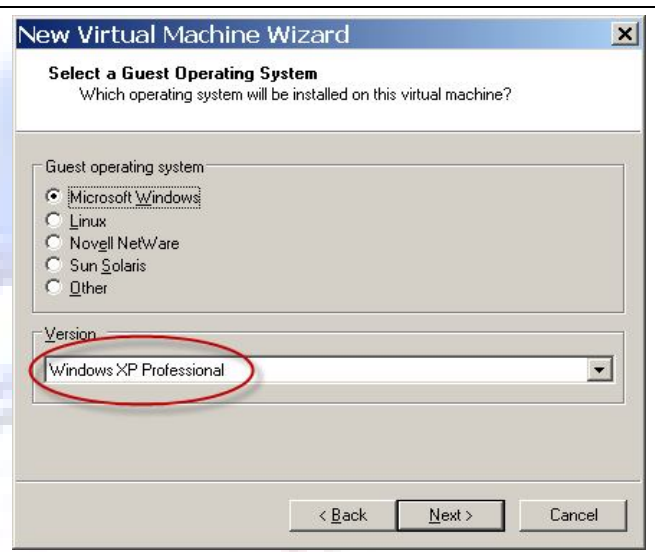 New Virtual Machine Wizard
Select a Guest Operating System
Which operating system will be installed on this virtual machine?
Guest operating system
Microsoft Windows
Linux
Novell NetWare
Sun Solaris
Other
Version
Windows XP Professional
< Back Next > Cancel